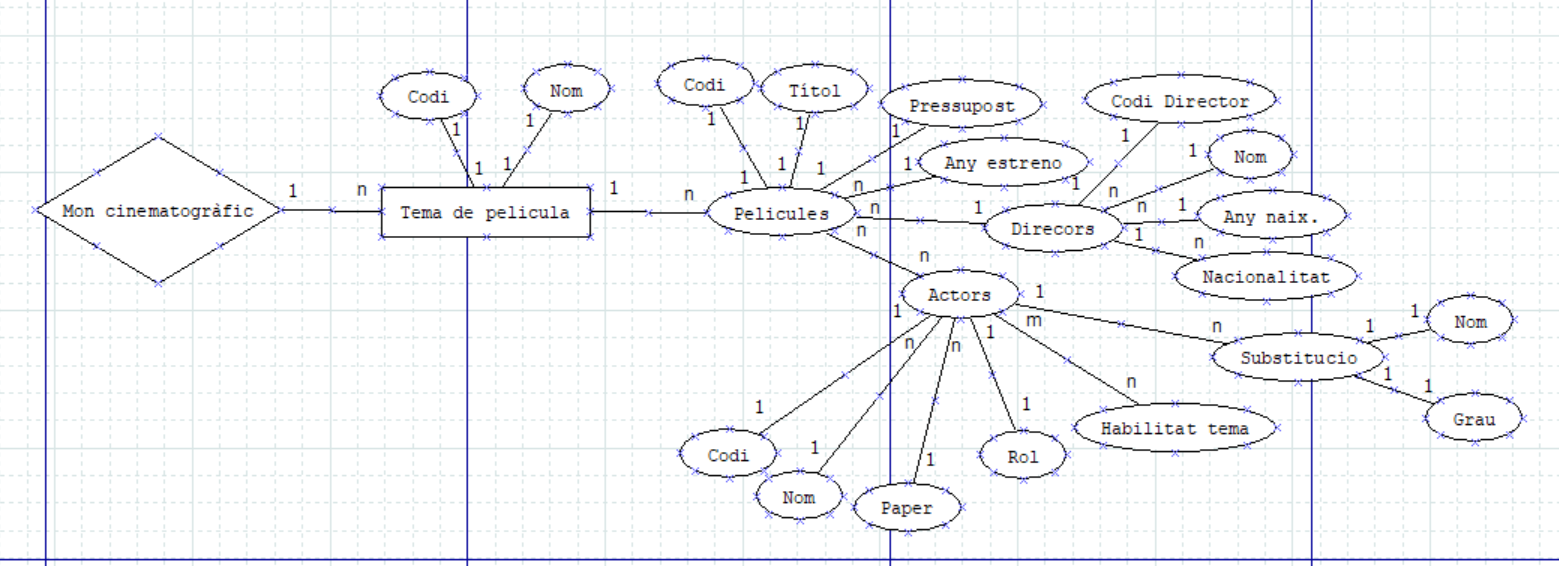 Codi
Nom
Codi
Titol
Pressupost
Codi Director
1
1
1
1
1
1
Any estreno
1
Nom
1
1
1
1
1
1
1
n
1
n
Mon cinematogràfic
1
n
Tema de pelicula
1
n
Pelicules
n
1
Direcors
n
1
Any naix.
n
n
1
n
Nacionalitat
Actors
1
1
m
n
Substitucio
1
1
Nom
n
n
1
1
1
Grau
n
1
1
Habilitat tema
1
1
Codi
Nom
Paper
Rol